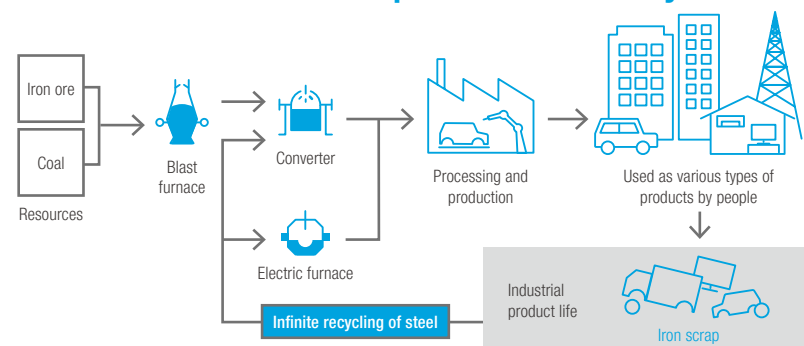 Iron ore
Coal
Resources
Blast
furnace
Converter
Electric furnace
Processing and
production
Used as various types of
products by people
Industrial
product life
Iron scrap
Infinite recycling of steel